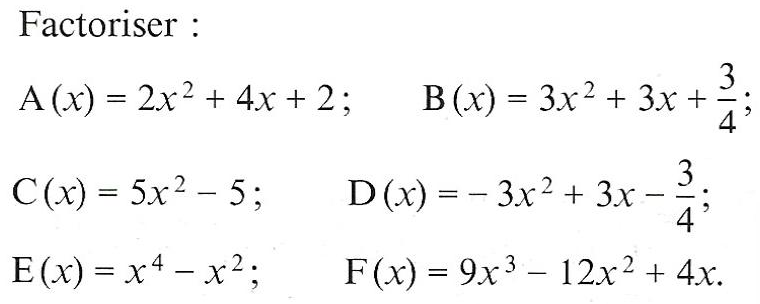 Factoriser :
A(x) = 2x² + 4x + 2; B(x) = 3x² + 3x + 3/4;
C(x) = 5x² − 5; D(x) = − 3x² + 3x − 3/4;
E(x) = x⁴ − x²; F(x) = 9x³ − 12x² + 4x.